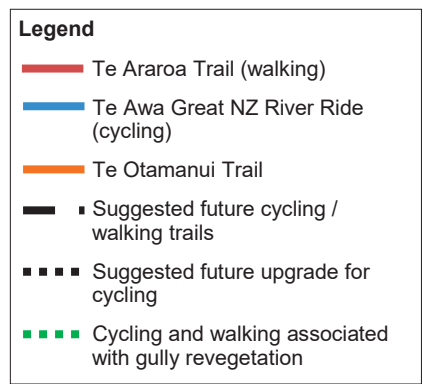 Legend
Te Araroa Trail (walking)
Te Awa Great NZ River Ride
(cycling)
Te Otamanui Trail
Suggested future cycling /
walking trails
Suggested future upgrade for
cycling
Cycling and walking associated
with gully revegetation